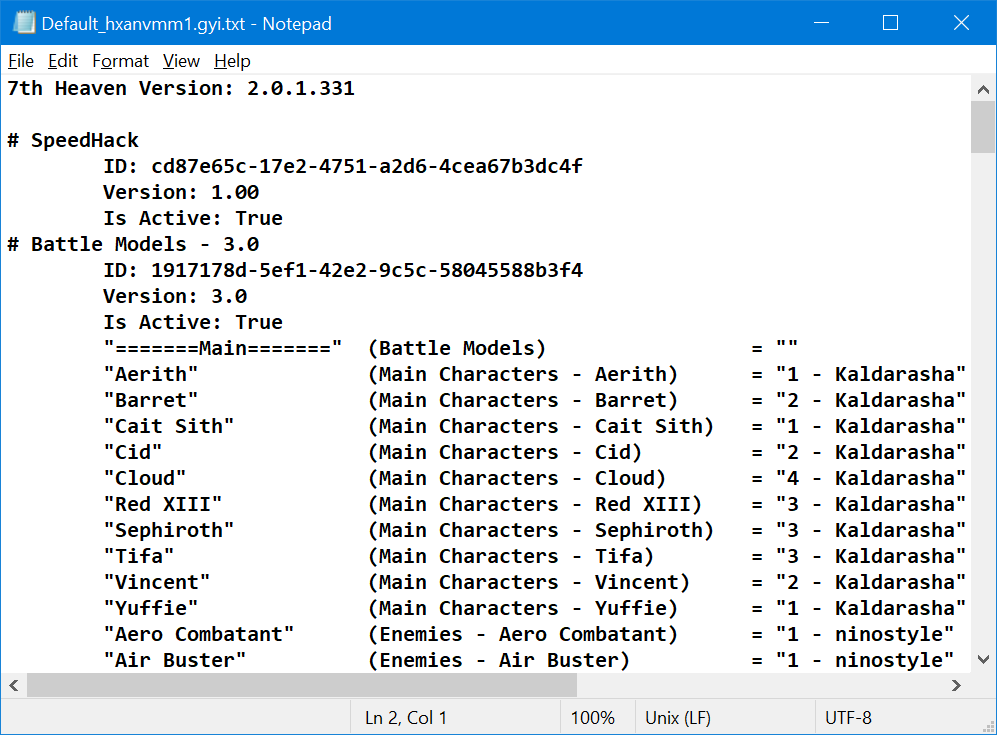 Default_hxanvmm1.gyi.txt - Notepad
File Edit Format View Help
7th Heaven Version: 2.0.1.331
# SpeedHack
ID: cd87e65c-17e2-4751-a2d6-4cea67b3dc4f
Version: 1.00
Is Active: True
# Battle Models - 3.0
ID: 1917178d-5ef1-42e2-9c5c-58045588b3f4
Version: 3.0
Is Active: True
"=======Main=======" (Battle Models) = ""
"Aerith" (Main Characters - Aerith) = "1 - Kaldarasha"
"Barret" (Main Characters - Barret) = "2 - Kaldarasha"
"Cait Sith" (Main Characters - Cait Sith) = "1 - Kaldarasha"
"Cid" (Main Characters - Cid) = "2 - Kaldarasha"
"Cloud" (Main Characters - Cloud) = "4 - Kaldarasha"
"Red XIII" (Main Characters - Red XIII) = "3 - Kaldarasha"
"Sephiroth" (Main Characters - Sephiroth) = "3 - Kaldarasha"
"Tifa" (Main Characters - Tifa) = "3 - Kaldarasha"
"Vincent" (Main Characters - Vincent) = "2 - Kaldarasha"
"Yuffie" (Main Characters - Yuffie) = "1 - Kaldarasha"
"Aero Combatant" (Enemies - Aero Combatant) = "1 - ninostyle"
"Air Buster" (Enemies - Air Buster) = "1 - ninostyle"
Ln 2, Col 1 100% Unix (LF) UTF-8